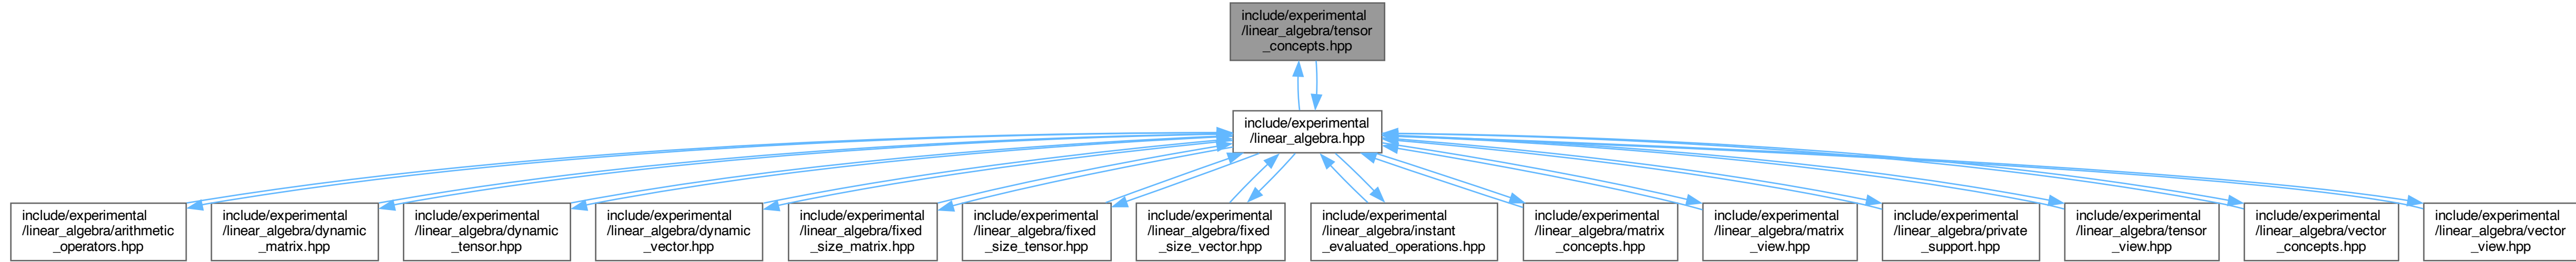 include/experimental
/linear_algebra/tensor
_concepts.hpp
include/experimental
/linear_algebra.hpp
include/experimental
/linear_algebra/arithmetic
_operators.hpp
include/experimental
/linear_algebra/dynamic
_matrix.hpp
include/experimental
/linear_algebra/dynamic
_tensor.hpp
include/experimental
/linear_algebra/dynamic
_vector.hpp
include/experimental
/linear_algebra/fixed
_size_matrix.hpp
include/experimental
/linear_algebra/fixed
_size_tensor.hpp
include/experimental
/linear_algebra/fixed
_size_vector.hpp
include/experimental
/linear_algebra/instant
_evaluated_operations.hpp
include/experimental
/linear_algebra/matrix
_concepts.hpp
include/experimental
/linear_algebra/matrix
_view.hpp
include/experimental
/linear_algebra/private
_support.hpp
include/experimental
/linear_algebra/tensor
_view.hpp
include/experimental
/linear_algebra/vector
_concepts.hpp
include/experimental
/linear_algebra/vector
_view.hpp